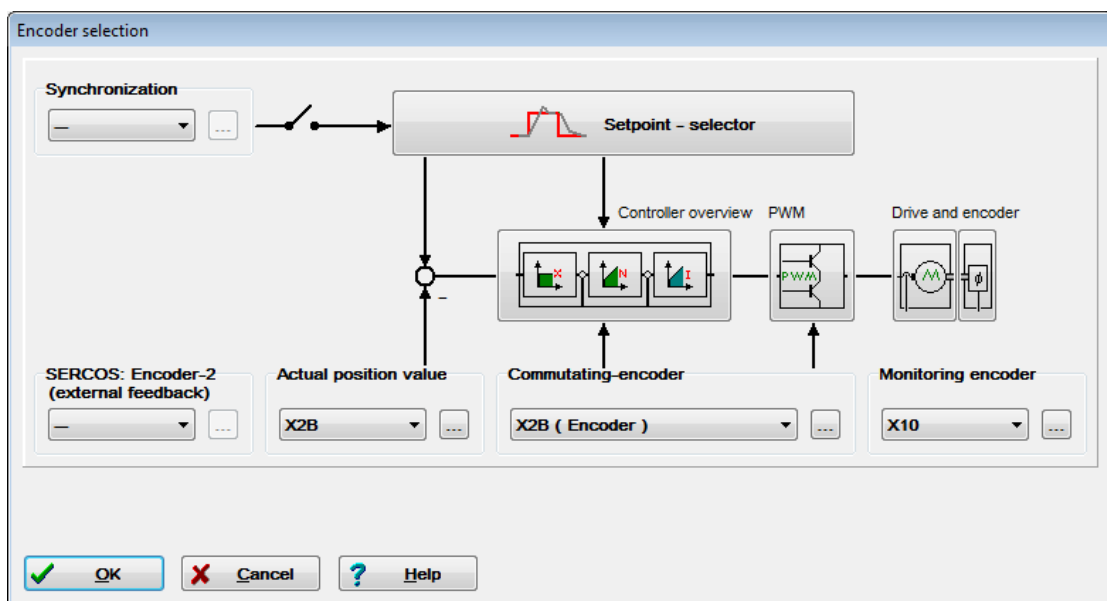 Encoder selection
Synchronization
—
...
Setpoint - selector
Controller overview
PWM
Drive and encoder
X
N
I
PWM
M
ϕ
–
SERCOS: Encoder-2
(external feedback)
—
...
Actual position value
X2B
...
Commutating-encoder
X2B ( Encoder )
...
Monitoring encoder
X10
...
OK
Cancel
? Help